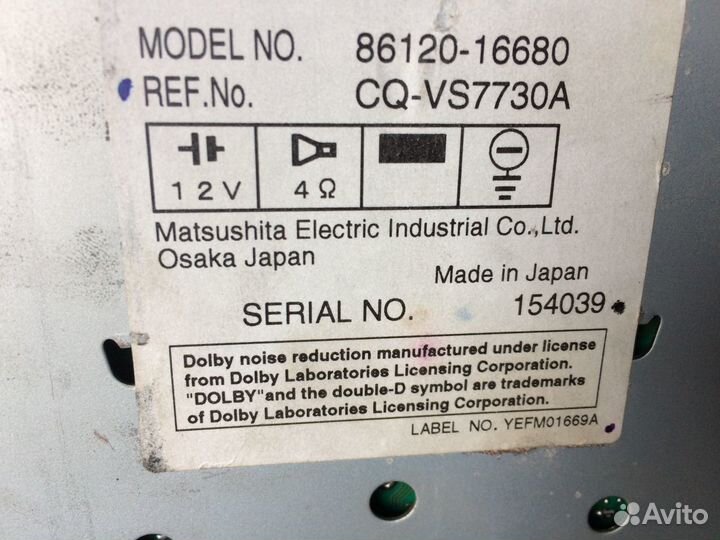 MODEL NO. 86120-16680
REF.No. CQ-VS7730A
12V 4Ω
Matsushita Electric Industrial Co.,Ltd.
Osaka Japan
Made in Japan
SERIAL NO. 154039
Dolby noise reduction manufactured under license
from Dolby Laboratories Licensing Corporation.
"DOLBY"and the double-D symbol are trademarks
of Dolby Laboratories Licensing Corporation.
LABEL NO. YEFM01669A
Avito